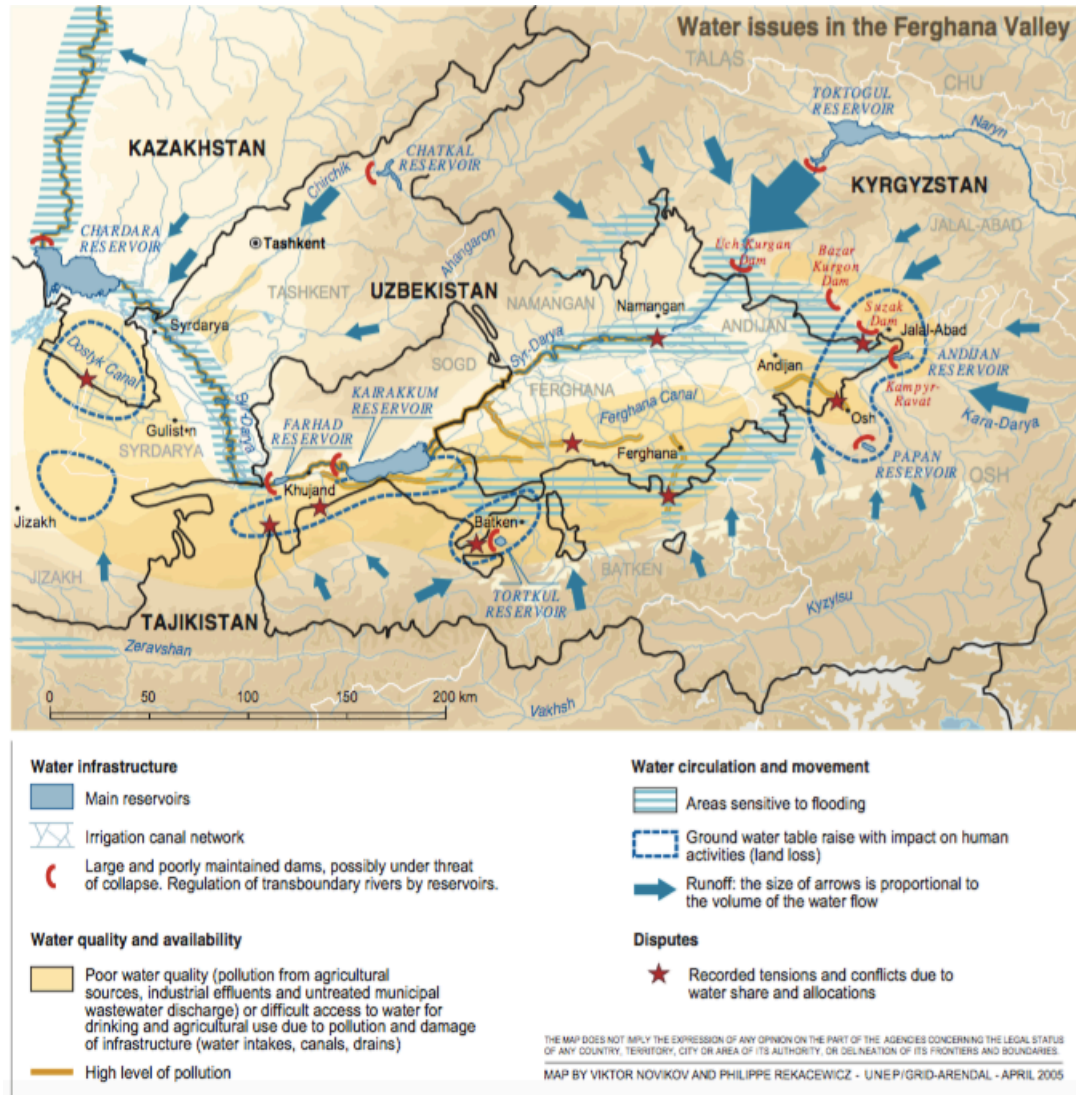 Water issues in the Ferghana Valley
TALAS
CHU
TOKTOGUL
RESERVOIR
Naryn
KAZAKHSTAN
CHATKAL
RESERVOIR
Chirchik
KYRGYZSTAN
CHARDARA
RESERVOIR
JALAL-ABAD
Tashkent
Ahangaron
Uch-Kurgan
Dam
Bazar
Kurgon
Dam
TASHKENT
UZBEKISTAN
NAMANGAN
Namangan
Suzak
Dam
Syrdarya
ANDIJAN
Jalal-Abad
Syr-Darya
SOGD
Andijan
ANDIJAN
RESERVOIR
Dostyk Canal
FERGHANA
Kampyr-
Ravat
KAIRAKKUM
RESERVOIR
Syr-Darya
Ferghana Canal
Osh
Kara-Darya
Gulistan
FARHAD
RESERVOIR
SYRDARYA
Ferghana
PAPAN
RESERVOIR
OSH
Khujand
Jizakh
Batken
JIZAKH
BATKEN
TORTKUL
RESERVOIR
Kyzylsu
TAJIKISTAN
Zeravshan
0 50 100 150 200 km
Vakhsh
Water infrastructure
Main reservoirs
Irrigation canal network
Large and poorly maintained dams, possibly under threat
of collapse. Regulation of transboundary rivers by reservoirs.
Water quality and availability
Poor water quality (pollution from agricultural
sources, industrial effluents and untreated municipal
wastewater discharge) or difficult access to water for
drinking and agricultural use due to pollution and damage
of infrastructure (water intakes, canals, drains)
High level of pollution
Water circulation and movement
Areas sensitive to flooding
Ground water table raise with impact on human
activities (land loss)
Runoff: the size of arrows is proportional to
the volume of the water flow
Disputes
Recorded tensions and conflicts due to
water share and allocations
THE MAP DOES NOT IMPLY THE EXPRESSION OF ANY OPINION ON THE PART OF THE AGENCIES CONCERNING THE LEGAL STATUS
OF ANY COUNTRY, TERRITORY, CITY OR AREA OF ITS AUTHORITY, OR DELINEATION OF ITS FRONTIERS AND BOUNDARIES.
MAP BY VIKTOR NOVIKOV AND PHILIPPE REKACEWICZ - UNEP/GRID-ARENDAL - APRIL 2005